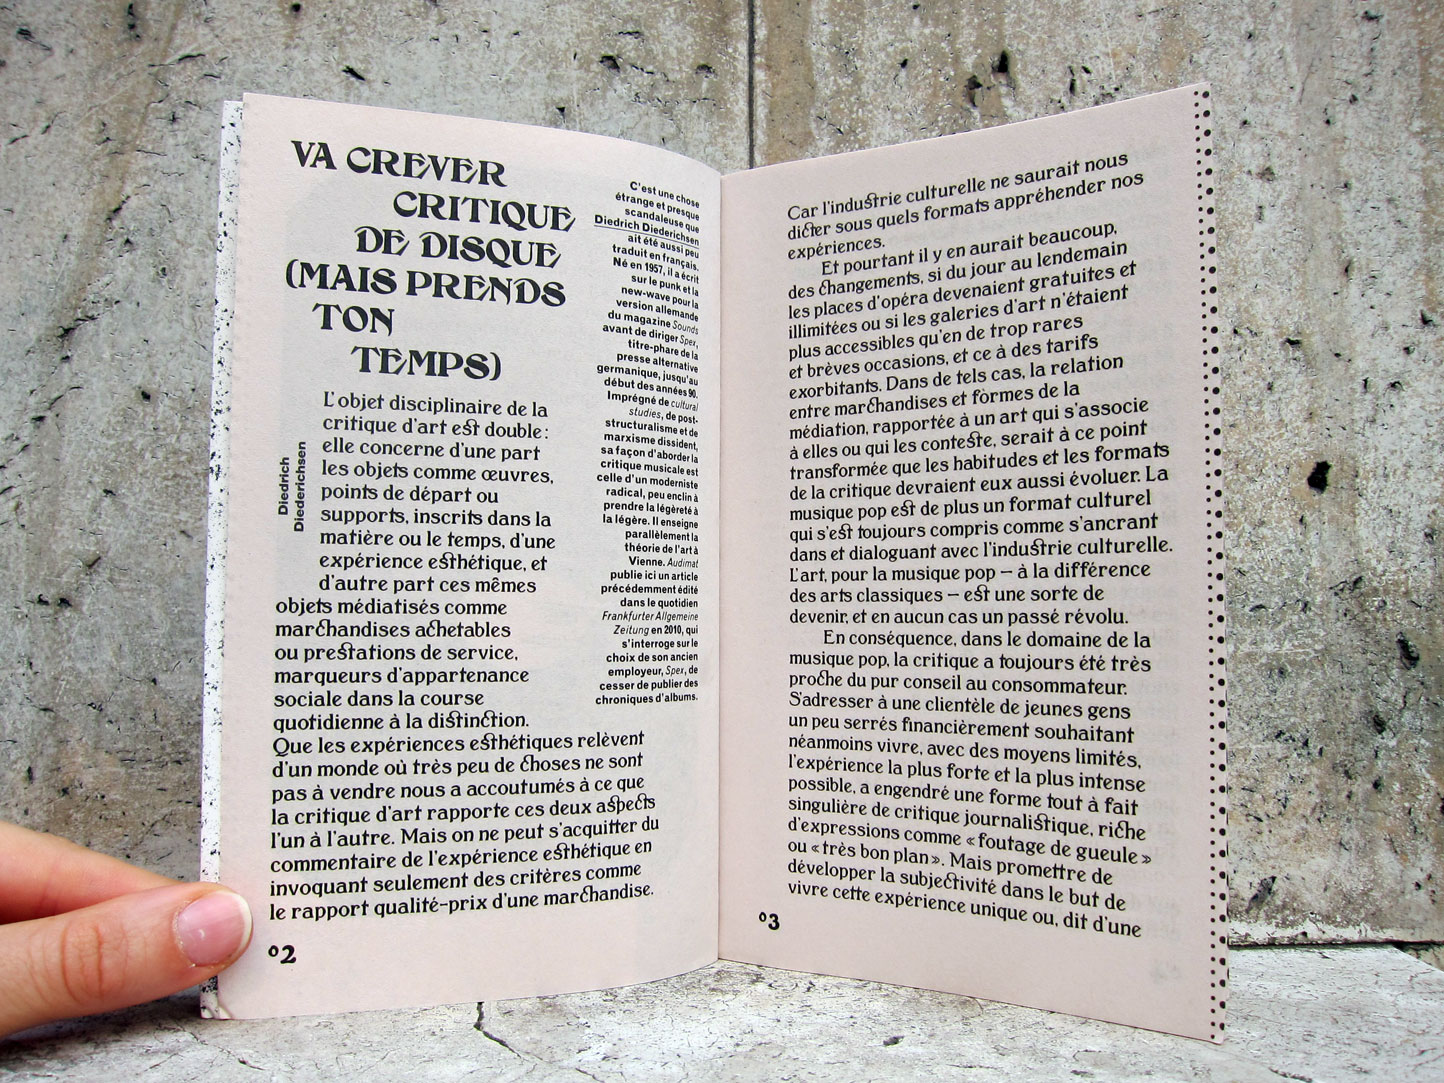 VA CREVER
CRITIQUE
DE DISQUE
(MAIS PRENDS
TON
TEMPS)
Diedrich
Diederichsen
L'objet disciplinaire de la
critique d'art est double :
elle concerne d'une part
les objets comme œuvres,
points de départ ou
supports, inscrits dans la
matière ou le temps, d'une
expérience esthétique, et
d'autre part ces mêmes
objets médiatisés comme
marchandises achetables
ou prestations de service,
marqueurs d'appartenance
sociale dans la course
quotidienne à la distinction.
Que les expériences esthétiques relèvent
d'un monde où très peu de choses ne sont
pas à vendre nous a accoutumés à ce que
la critique d'art rapporte ces deux aspects
l'un à l'autre. Mais on ne peut s'acquitter du
commentaire de l'expérience esthétique en
invoquant seulement des critères comme
le rapport qualité-prix d'une marchandise.
C'est une chose
étrange et presque
scandaleuse que
Diedrich Diederichsen
ait été aussi peu
traduit en français.
Né en 1957, il a écrit
sur le punk et la
new-wave pour la
version allemande
du magazine Sounds
avant de diriger Spex,
titre-phare de la
presse alternative
germanique, jusqu'au
début des années 90.
Imprégné de cultural
studies, de post-
structuralisme et de
marxisme dissident,
sa façon d'aborder la
critique musicale est
celle d'un moderniste
radical, peu enclin à
prendre la légèreté à
la légère. Il enseigne
parallèlement la
théorie de l'art à
Vienne. Audimat
publie ici un article
précédemment édité
dans le quotidien
Frankfurter Allgemeine
Zeitung en 2010, qui
s'interroge sur le
choix de son ancien
employeur, Spex, de
cesser de publier des
chroniques d'albums.
02
Car l'industrie culturelle ne saurait nous
dicter sous quels formats appréhender nos
expériences.
Et pourtant il y en aurait beaucoup,
des changements, si du jour au lendemain
les places d'opéra devenaient gratuites et
illimitées ou si les galeries d'art n'étaient
plus accessibles qu'en de trop rares
et brèves occasions, et ce à des tarifs
exorbitants. Dans de tels cas, la relation
entre marchandises et formes de la
médiation, rapportée à un art qui s'associe
à elles ou qui les conteste, serait à ce point
transformée que les habitudes et les formats
de la critique devraient eux aussi évoluer. La
musique pop est de plus un format culturel
qui s'est toujours compris comme s'ancrant
dans et dialoguant avec l'industrie culturelle.
L'art, pour la musique pop – à la différence
des arts classiques – est une sorte de
devenir, et en aucun cas un passé révolu.
En conséquence, dans le domaine de la
musique pop, la critique a toujours été très
proche du pur conseil au consommateur.
S'adresser à une clientèle de jeunes gens
un peu serrés financièrement souhaitant
néanmoins vivre, avec des moyens limités,
l'expérience la plus forte et la plus intense
possible, a engendré une forme tout à fait
singulière de critique journalistique, riche
d'expressions comme « foutage de gueule »
ou « très bon plan ». Mais promettre de
développer la subjectivité dans le but de
vivre cette expérience unique ou, dit d'une
03